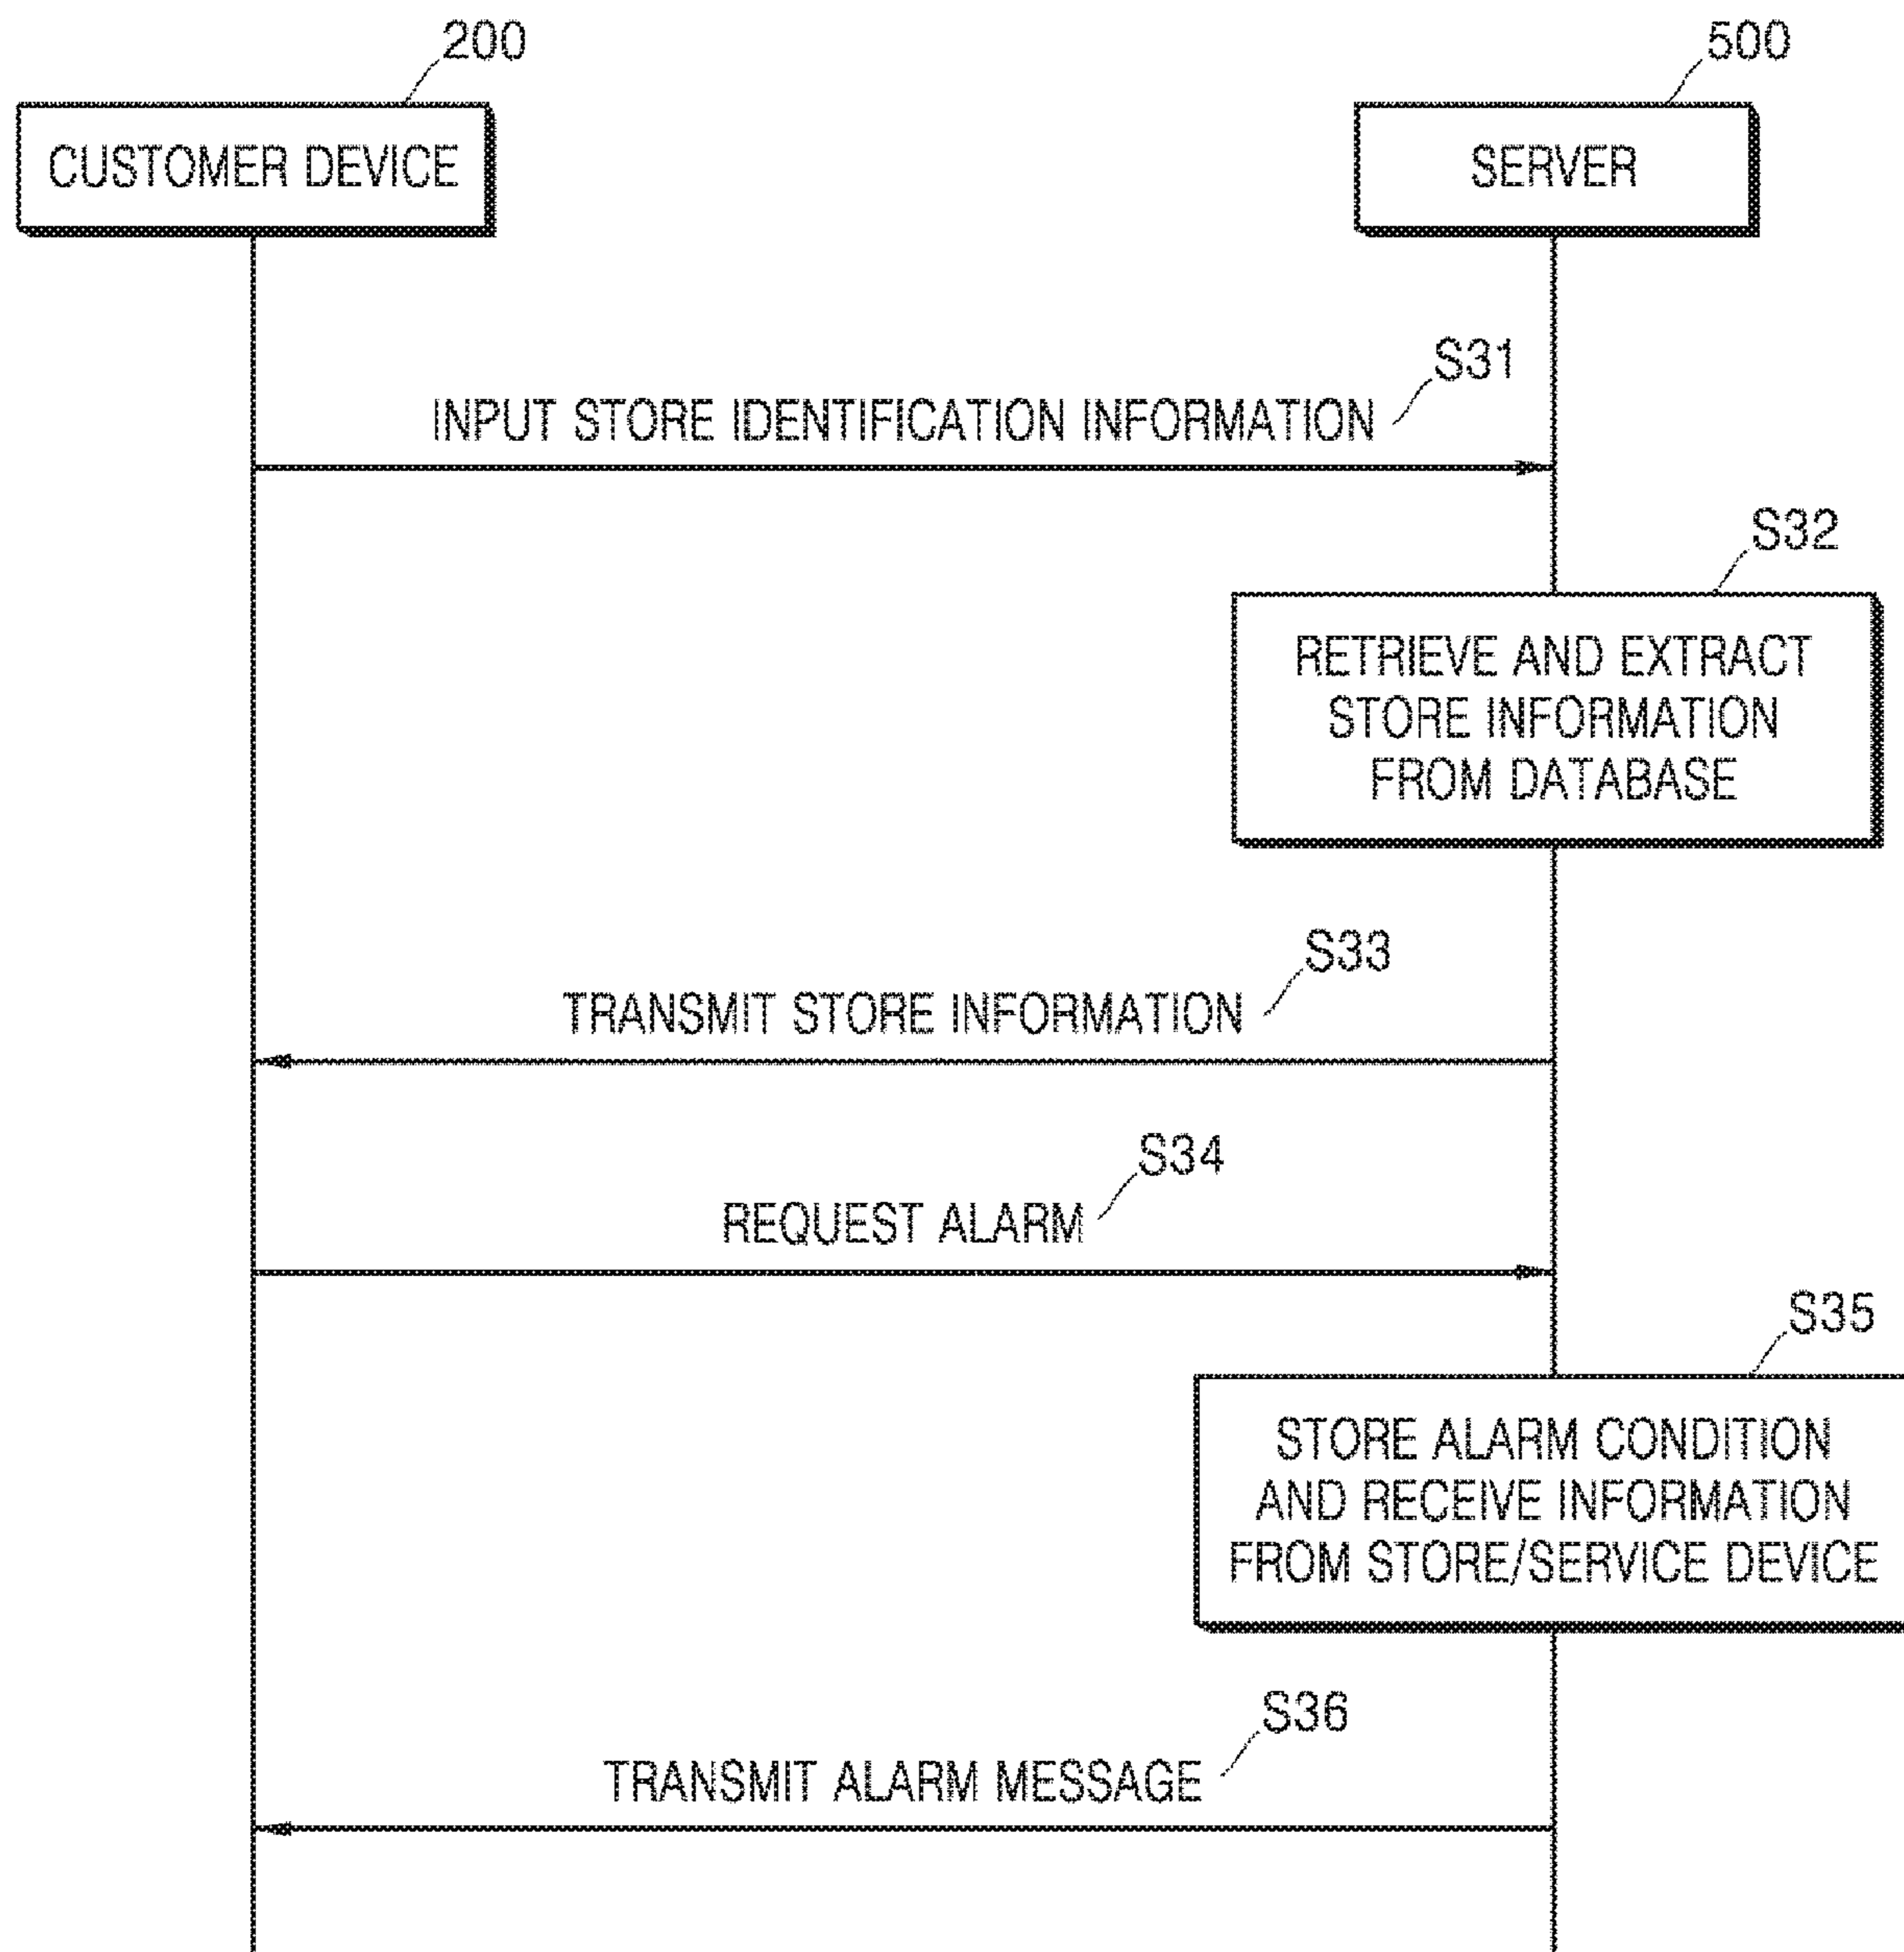 200
500
CUSTOMER DEVICE
SERVER
S31
INPUT STORE IDENTIFICATION INFORMATION
S32
RETRIEVE AND EXTRACT
STORE INFORMATION
FROM DATABASE
S33
TRANSMIT STORE INFORMATION
S34
REQUEST ALARM
S35
STORE ALARM CONDITION
AND RECEIVE INFORMATION
FROM STORE/SERVICE DEVICE
S36
TRANSMIT ALARM MESSAGE